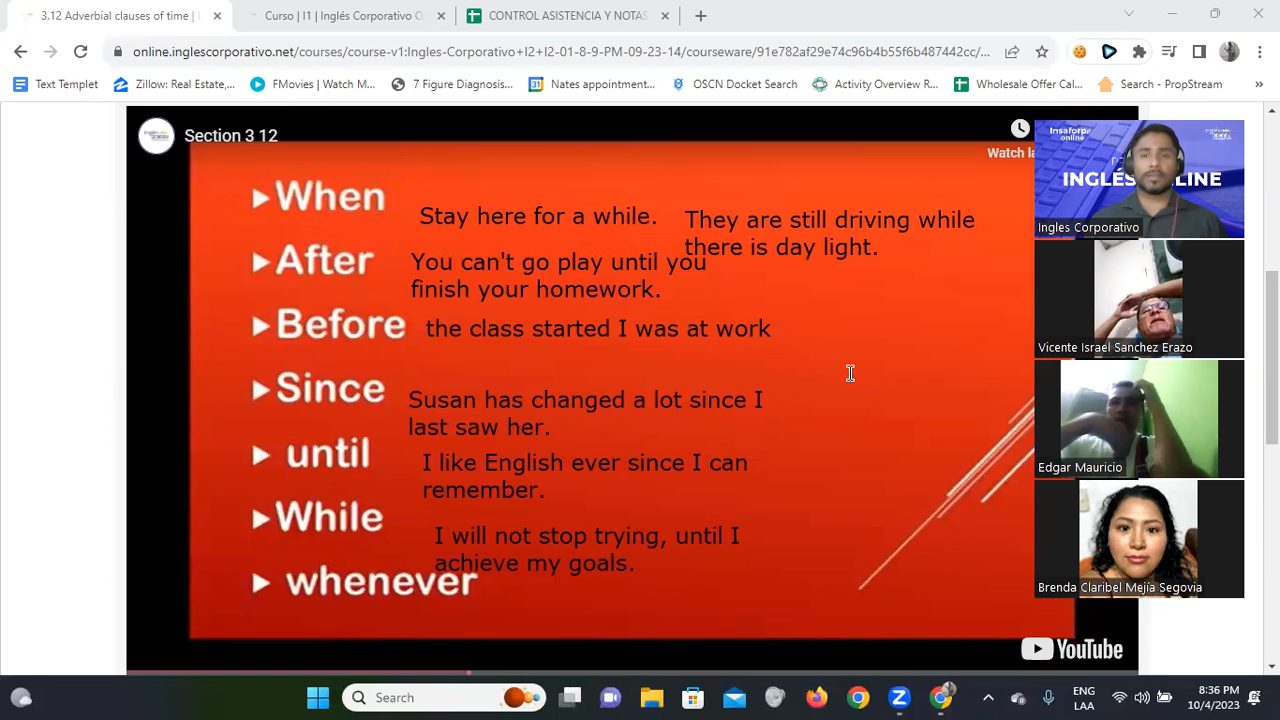 3.12 Adverbial clauses of time |
Curso | I1 | Inglés Corporativo O
CONTROL ASISTENCIA Y NOTAS
online.inglescorporativo.net/courses/course-v1:Ingles-Corporativo+I2+I2-01-8-9-PM-09-23-14/courseware/91e782af29e74c96b4b55f6b487442cc/...
Text Templet
Zillow: Real Estate,...
FMovies | Watch M...
7 Figure Diagnosis...
31
Nates appointment...
OSCN Docket Search
Activity Overview R...
Wholesale Offer Cal...
Search - PropStream
»
Section 3 12
Watch la
When
Stay here for a while.
They are still driving while
there is day light.
After
You can't go play until you
finish your homework.
Before
the class started I was at work
Since
Susan has changed a lot since I
last saw her.
until
I like English ever since I can
remember.
While
I will not stop trying, until I
achieve my goals.
whenever
YouTube
Insaforp
online
INGLÉS ONLINE
Ingles Corporativo
Vicente Israel Sanchez Erazo
Edgar Mauricio
Brenda Claribel Mejía Segovia
Search
ENG
LAA
8:36 PM
10/4/2023